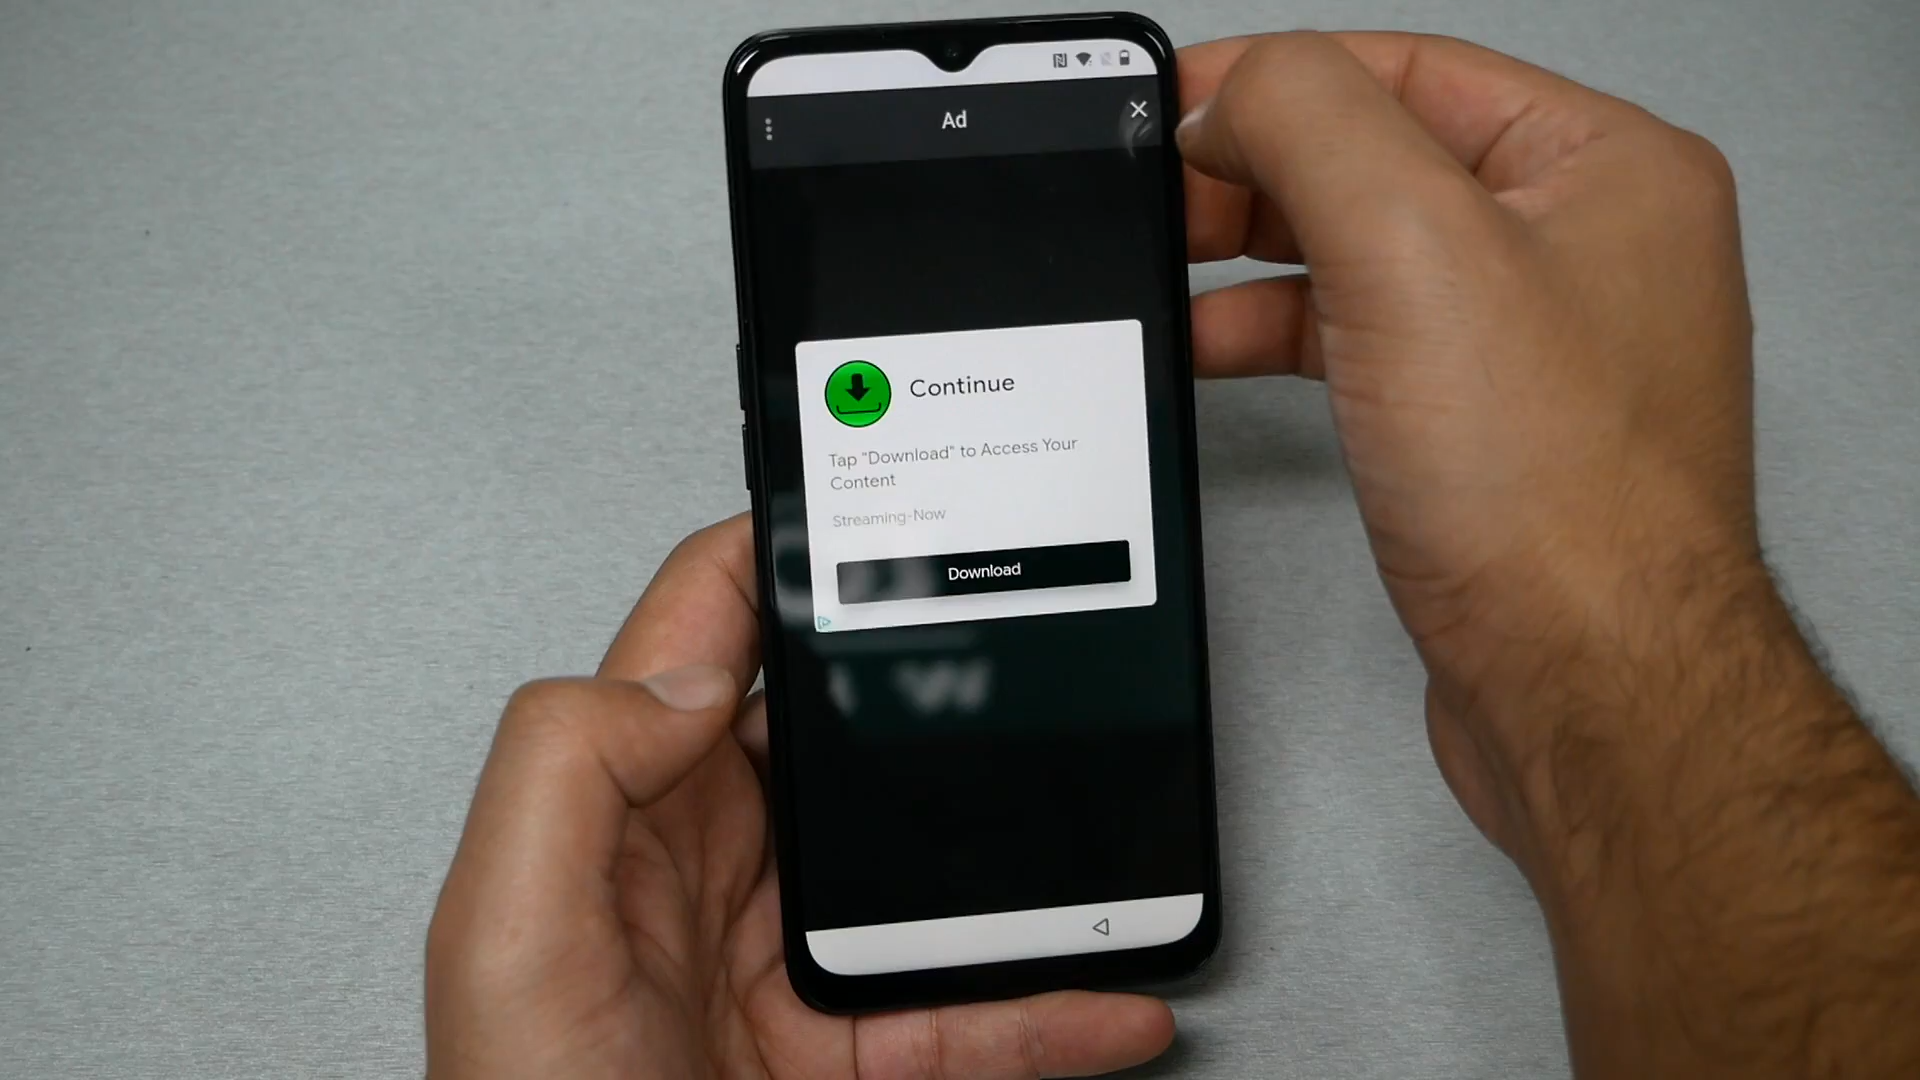 Ad
Continue
Tap "Download" to Access Your
Content
Streaming-Now
Download